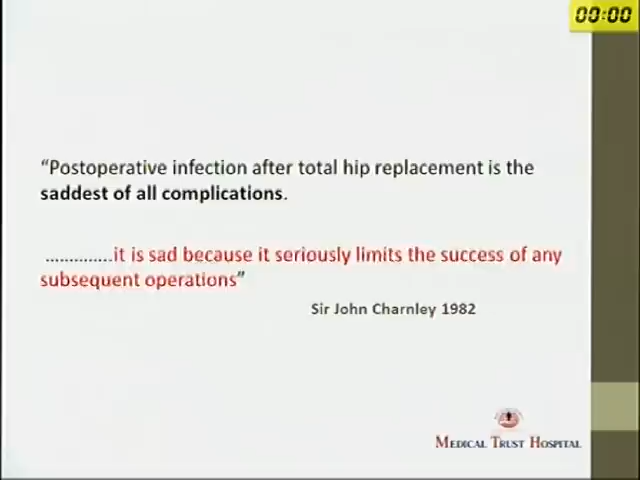 00:00
“Postoperative infection after total hip replacement is the
saddest of all complications.
..............it is sad because it seriously limits the success of any
subsequent operations”
Sir John Charnley 1982
MEDICAL TRUST HOSPITAL